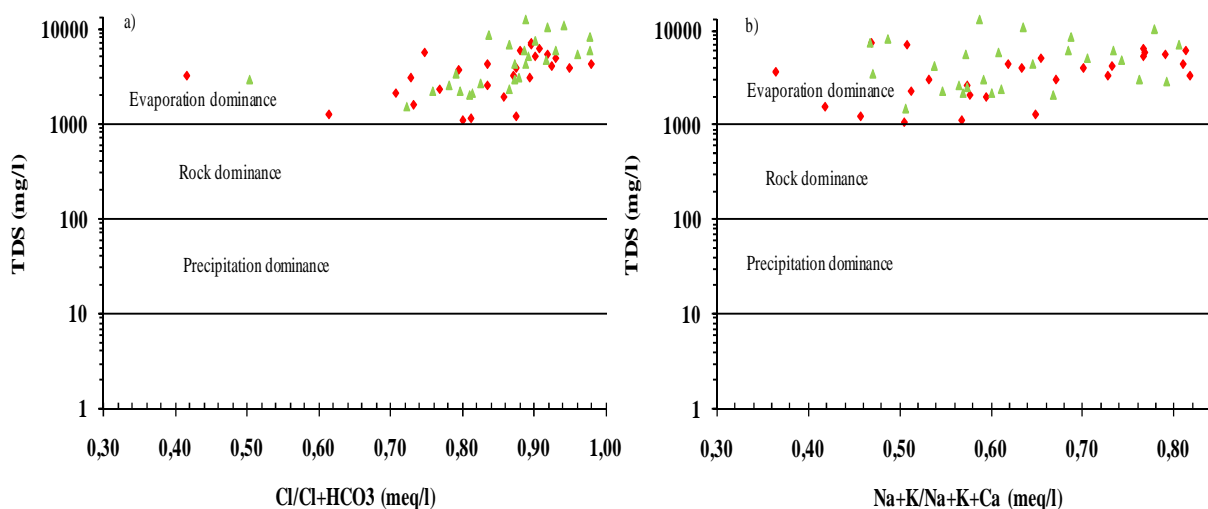 a)
10000
1000
100
10
1
TDS (mg/l)
Evaporation dominance
Rock dominance
Precipitation dominance
0,30 0,40 0,50 0,60 0,70 0,80 0,90 1,00
Cl/Cl+HCO3 (meq/l)
b)
10000
1000
100
10
1
TDS (mg/l)
Evaporation dominance
Rock dominance
Precipitation dominance
0,30 0,40 0,50 0,60 0,70 0,80
Na+K/Na+K+Ca (meq/l)